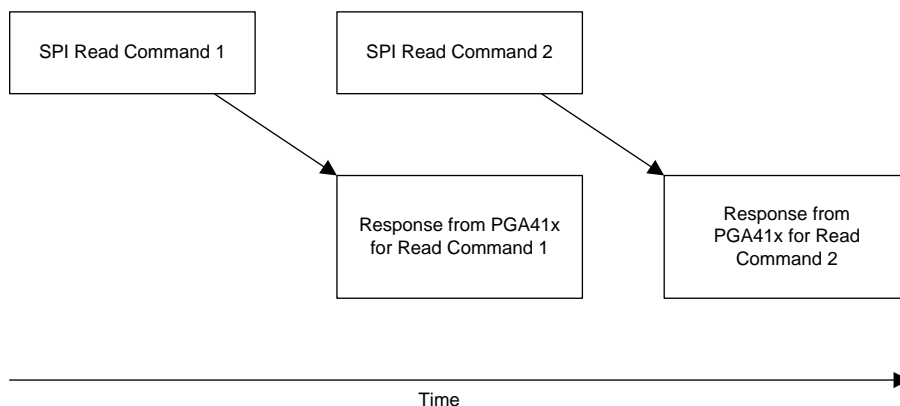 SPI Read Command 1
SPI Read Command 2
Response from PGA41x
for Read Command 1
Response from
PGA41x for Read
Command 2
Time